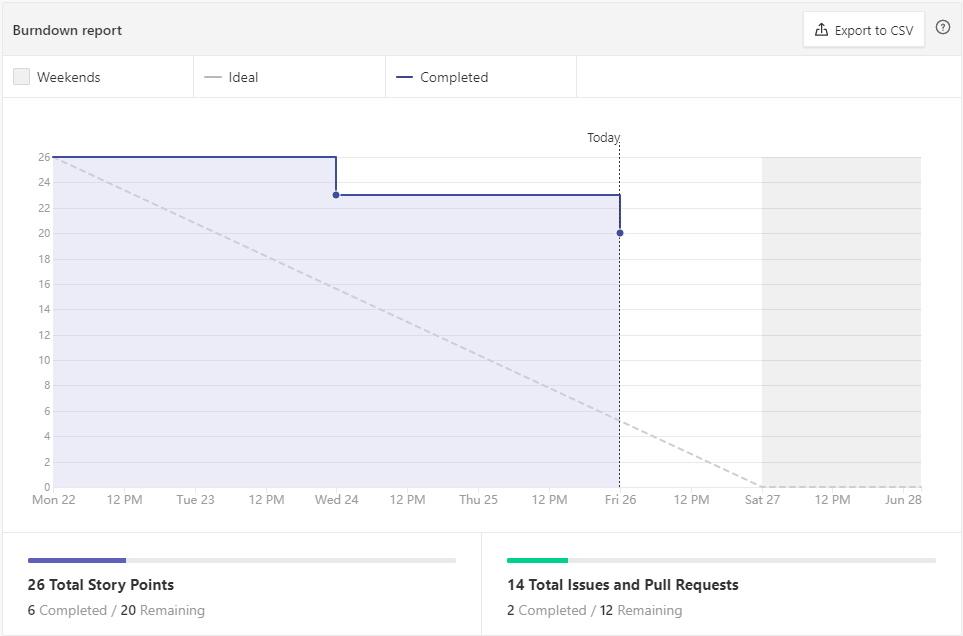 Burndown report
Export to CSV
Weekends
Ideal
Completed
Today
26
24
22
20
18
16
14
12
10
8
6
4
2
0
Mon 22 12 PM Tue 23 12 PM Wed 24 12 PM Thu 25 12 PM Fri 26 12 PM Sat 27 12 PM Jun 28
26 Total Story Points
6 Completed / 20 Remaining
14 Total Issues and Pull Requests
2 Completed / 12 Remaining